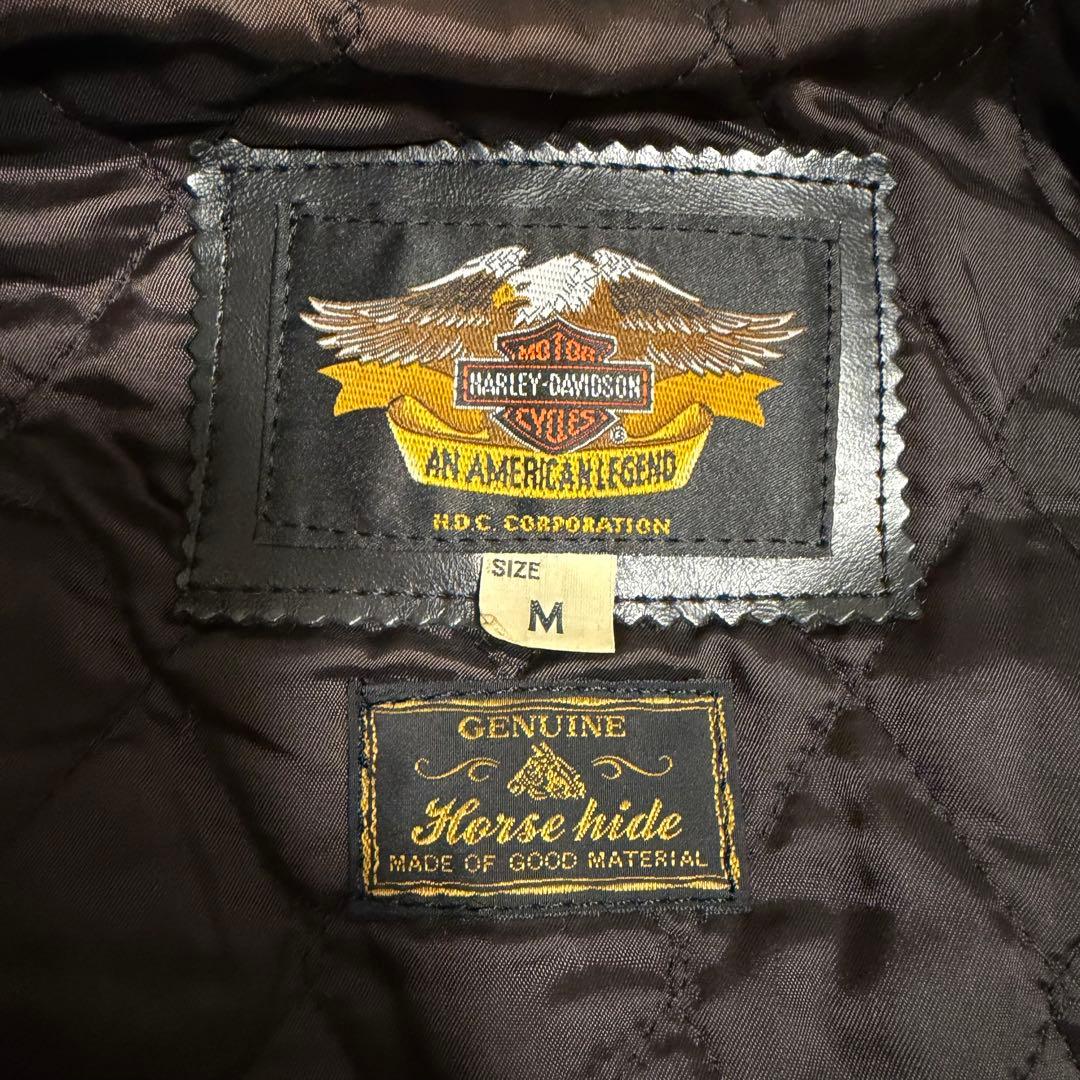 MOTOR
HARLEY-DAVIDSON
CYCLES
®
AN AMERICAN LEGEND
H.D.C. CORPORATION
SIZE
M
GENUINE
Horse hide
MADE OF GOOD MATERIAL